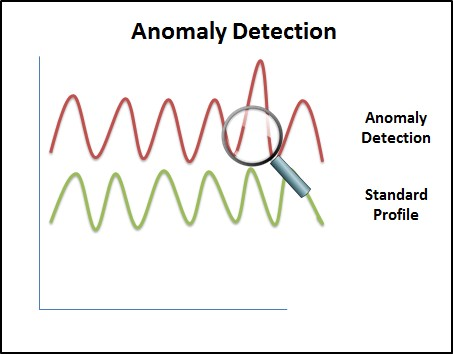 Anomaly Detection
Anomaly
Detection
Standard
Profile